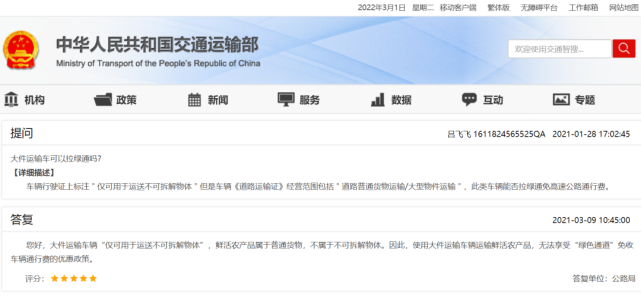 2022年3月1日 星期二 移动客户端 繁体版 无障碍平台 工作邮箱 网站地图
中华人民共和国交通运输部
Ministry of Transport of the People's Republic of China
欢迎使用交通智搜...
机构 政策 新闻 服务 数据 互动 专题
提问 吕飞飞 1611824565525QA 2021-01-28 17:02:45
大件运输车可以拉绿通吗?
【详细描述】
车辆行驶证上标注＂仅可用于运送不可拆解物体＂但是车辆《道路运输证》经营范围包括＂道路普通货物运输/大型物件运输＂，此类车辆能否拉绿通免高速公路通行费。
答复 2021-03-09 10:45:00
您好，大件运输车辆“仅可用于运送不可拆解物体”，鲜活农产品属于普通货物，不属于不可拆解物体。因此，使用大件运输车辆运输鲜活农产品，无法享受“绿色通道”免收
车辆通行费的优惠政策。
评分： 答复单位：公路局